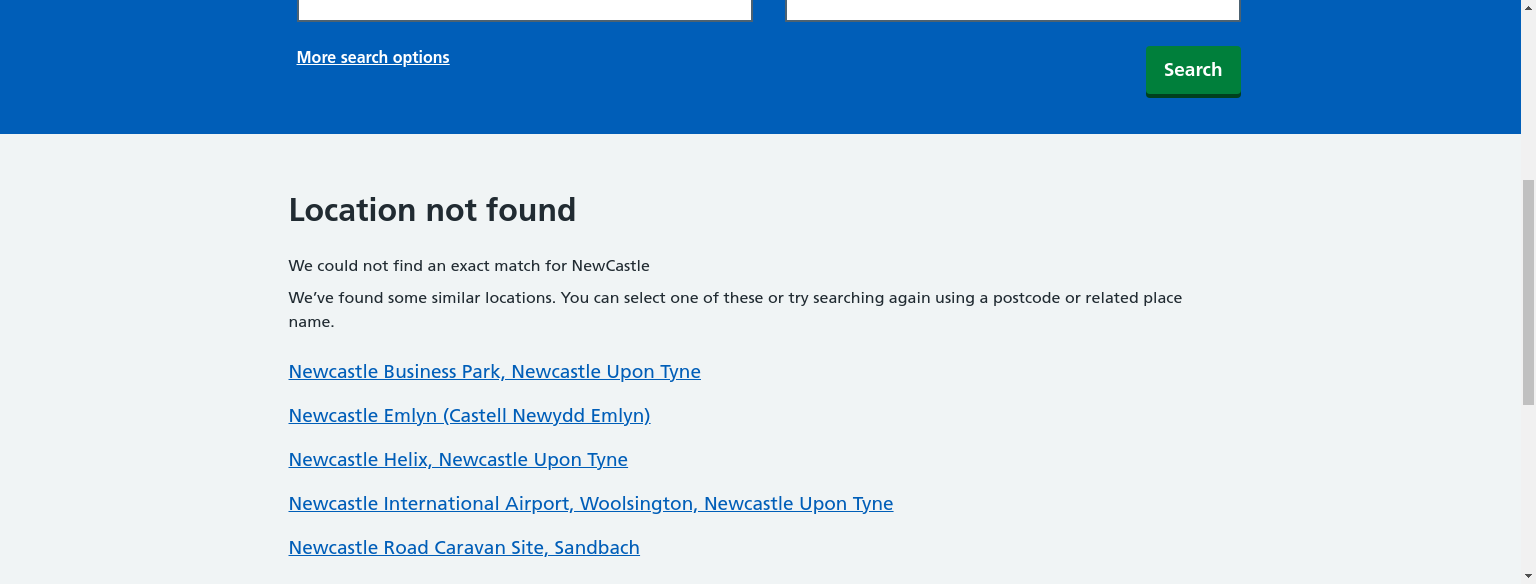 More search options
Search
Location not found
We could not find an exact match for NewCastle
We’ve found some similar locations. You can select one of these or try searching again using a postcode or related place
name.
Newcastle Business Park, Newcastle Upon Tyne
Newcastle Emlyn (Castell Newydd Emlyn)
Newcastle Helix, Newcastle Upon Tyne
Newcastle International Airport, Woolsington, Newcastle Upon Tyne
Newcastle Road Caravan Site, Sandbach